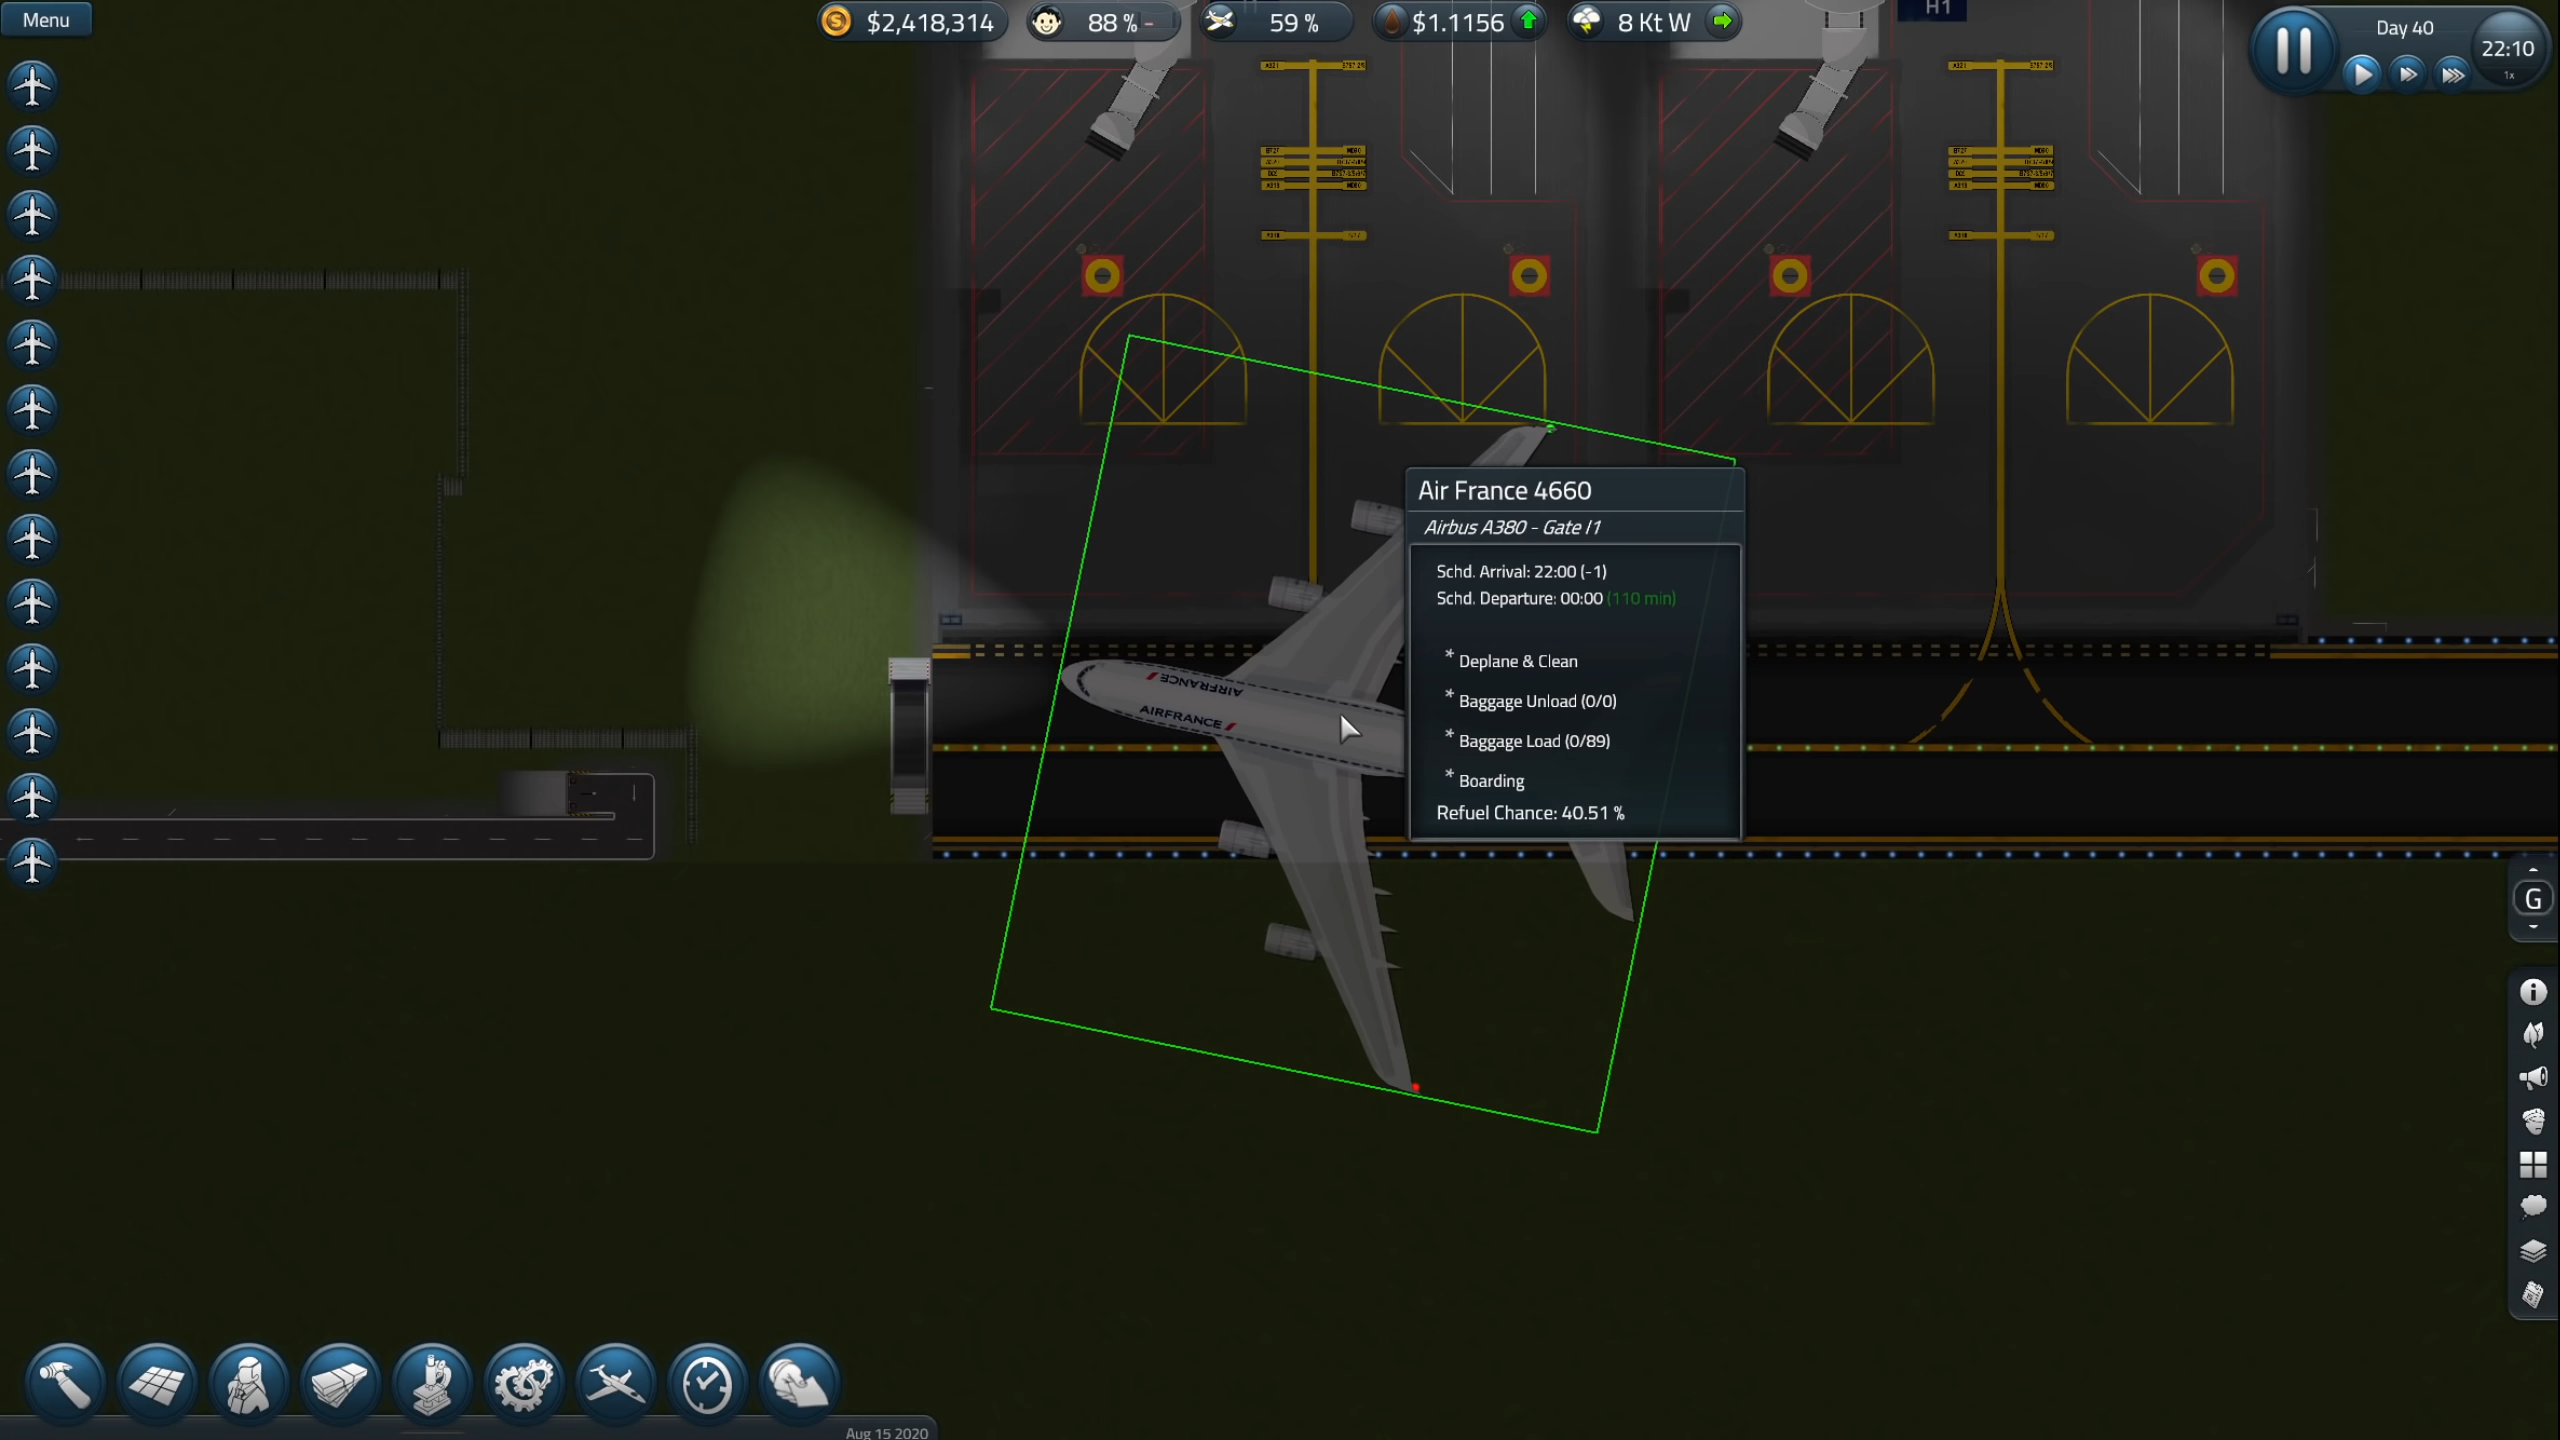 Menu
$2,418,314
88 % -
59 %
$1.1156
8 Kt W
H1
Day 40
22:10
1x
Air France 4660
Airbus A380 - Gate I1
Schd. Arrival: 22:00 (-1)
Schd. Departure: 00:00 (110 min)
* Deplane & Clean
* Baggage Unload (0/0)
* Baggage Load (0/89)
* Boarding
Refuel Chance: 40.51 %
AIRFRANCE
AIRFRANCE
G
Aug 15 2020